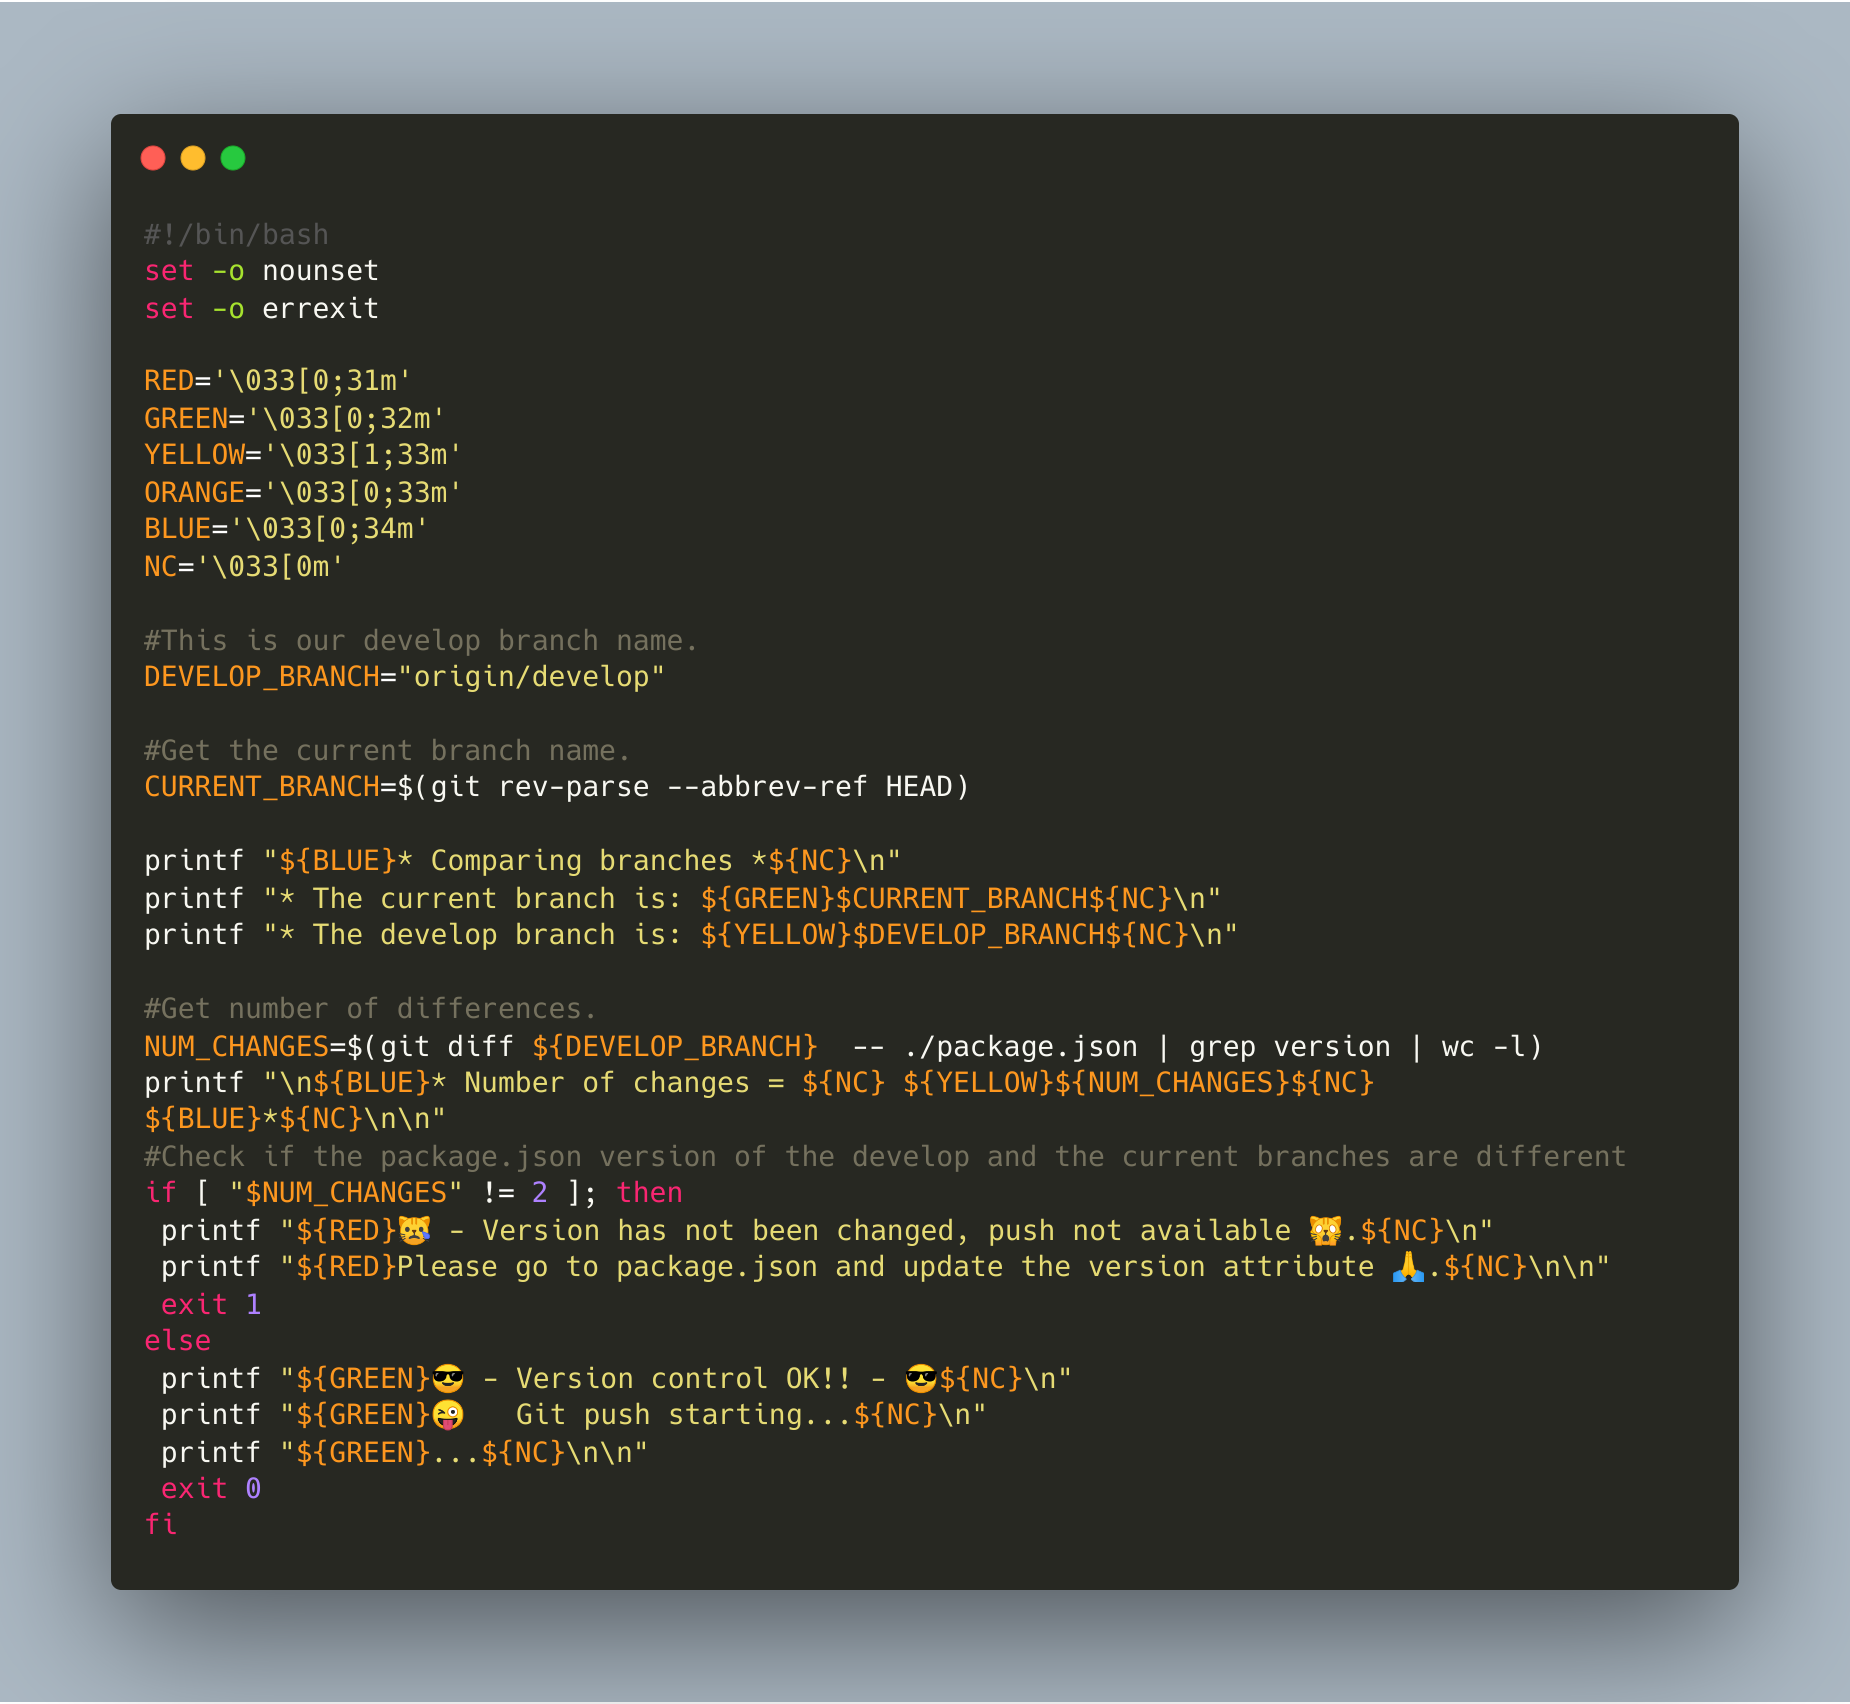 #!/bin/bash
set -o nounset
set -o errexit
RED='\033[0;31m'
GREEN='\033[0;32m'
YELLOW='\033[1;33m'
ORANGE='\033[0;33m'
BLUE='\033[0;34m'
NC='\033[0m'
#This is our develop branch name.
DEVELOP_BRANCH="origin/develop"
#Get the current branch name.
CURRENT_BRANCH=$(git rev-parse --abbrev-ref HEAD)
printf "${BLUE}* Comparing branches *${NC}\n"
printf "* The current branch is: ${GREEN}$CURRENT_BRANCH${NC}\n"
printf "* The develop branch is: ${YELLOW}$DEVELOP_BRANCH${NC}\n"
#Get number of differences.
NUM_CHANGES=$(git diff ${DEVELOP_BRANCH}  -- ./package.json | grep version | wc -l)
printf "\n${BLUE}* Number of changes = ${NC} ${YELLOW}${NUM_CHANGES}${NC}
${BLUE}*${NC}\n\n"
#Check if the package.json version of the develop and the current branches are different
if [ "$NUM_CHANGES" != 2 ]; then
 printf "${RED}😿 - Version has not been changed, push not available 🙀.${NC}\n"
 printf "${RED}Please go to package.json and update the version attribute 🙏.${NC}\n\n"
 exit 1
else
 printf "${GREEN}😎 - Version control OK!! - 😎${NC}\n"
 printf "${GREEN}😜   Git push starting...${NC}\n"
 printf "${GREEN}...${NC}\n\n"
 exit 0
fi